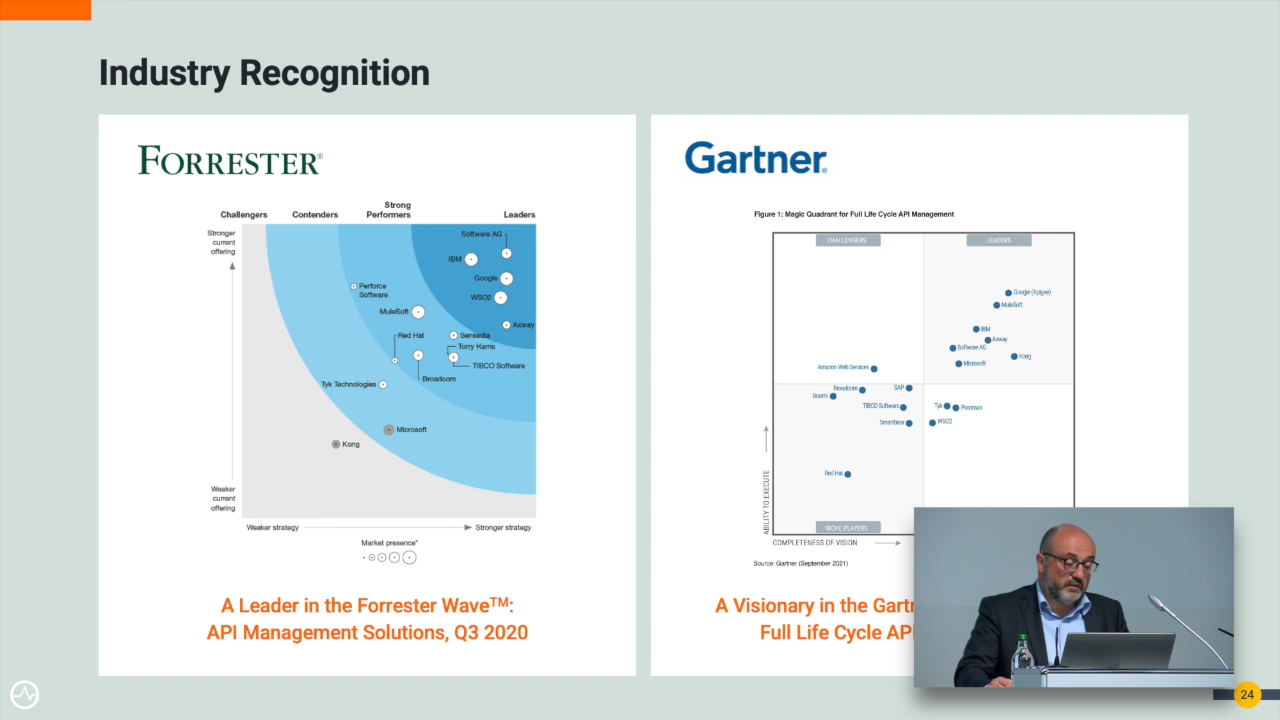 Industry Recognition
FORRESTER®
Challengers
Contenders
Strong
Performers
Leaders
Stronger
current
offering
Software AG
IBM
Google
WSO2
Axway
Perforce
Software
MuleSoft
Red Hat
Sensedia
Torry Harris
TIBCO Software
Broadcom
Tyk Technologies
Microsoft
Kong
Weaker
current
offering
Weaker strategy
Stronger strategy
Market presence*
A Leader in the Forrester Wave™:
API Management Solutions, Q3 2020
Gartner®
Figure 1: Magic Quadrant for Full Life Cycle API Management
CHALLENGERS
LEADERS
Google (Apigee)
MuleSoft
IBM
Axway
Software AG
Kong
Microsoft
Amazon Web Services
Broadcom
SAP
Boomi
TIBCO Software
Tyk
Postman
SmartBear
WSO2
Red Hat
ABILITY TO EXECUTE
NICHE PLAYERS
COMPLETENESS OF VISION
Source: Gartner (September 2021)
A Visionary in the Gart
Full Life Cycle AP
24